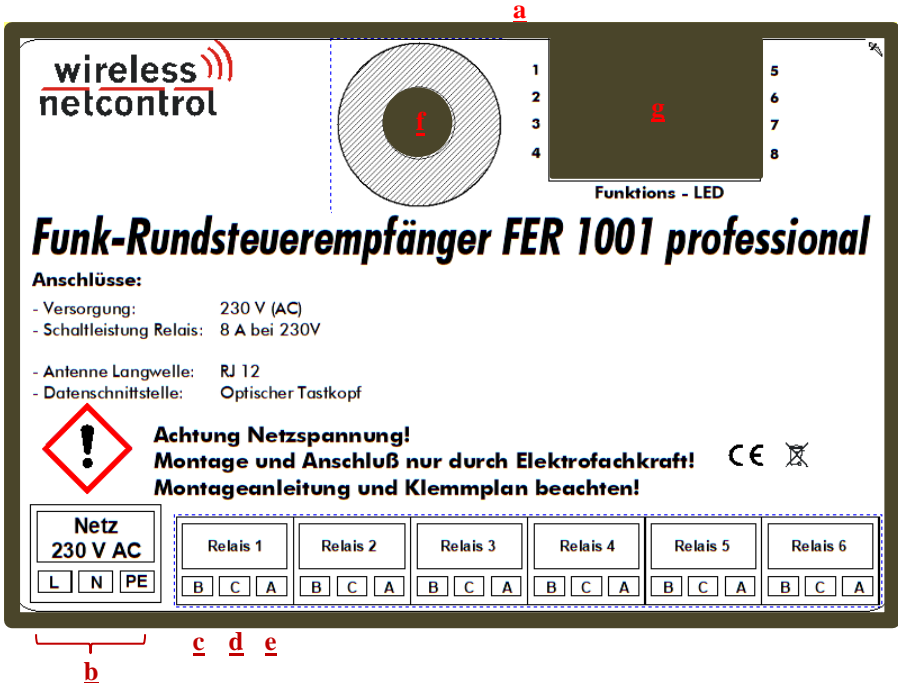 a
wireless
netcontrol
f
g
1
2
3
4
5
6
7
8
Funktions - LED
Funk-Rundsteuerempfänger FER 1001 professional
Anschlüsse:
- Versorgung: 230 V (AC)
- Schaltleistung Relais: 8 A bei 230V
- Antenne Langwelle: RJ 12
- Datenschnittstelle: Optischer Tastkopf
!
Achtung Netzspannung!
Montage und Anschluß nur durch Elektrofachkraft!
Montageanleitung und Klemmplan beachten!
CE
Netz
230 V AC
L N PE
Relais 1 Relais 2 Relais 3 Relais 4 Relais 5 Relais 6
B C A B C A B C A B C A B C A B C A
c d e
b